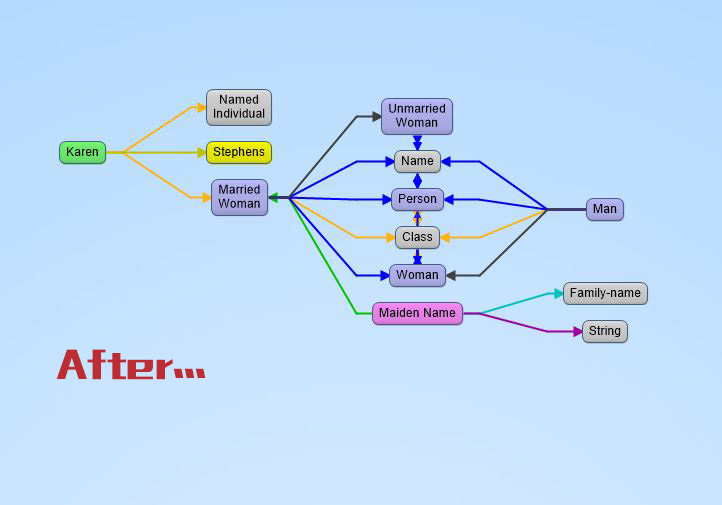 Named
Individual
Karen
Stephens
Married
Woman
Unmarried
Woman
Name
Person
Class
Woman
Maiden Name
Man
Family-name
String
After...